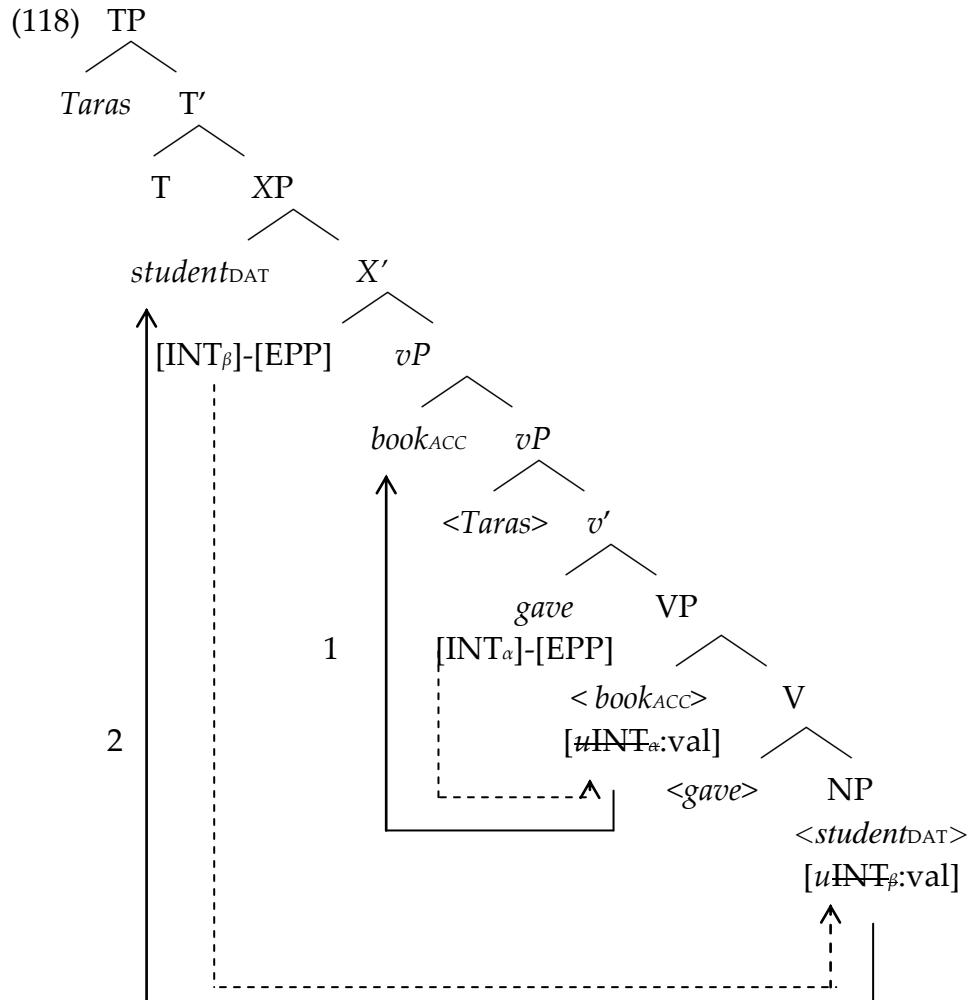 (118) TP
Taras T′
T XP
studentDAT X′
[INTβ]-[EPP] vP
bookACC vP
<Taras> v′
gave VP
1 [INTα]-[EPP]
< bookACC> V
2 [uINTα:val]
<gave> NP
<studentDAT>
[uINTβ:val]